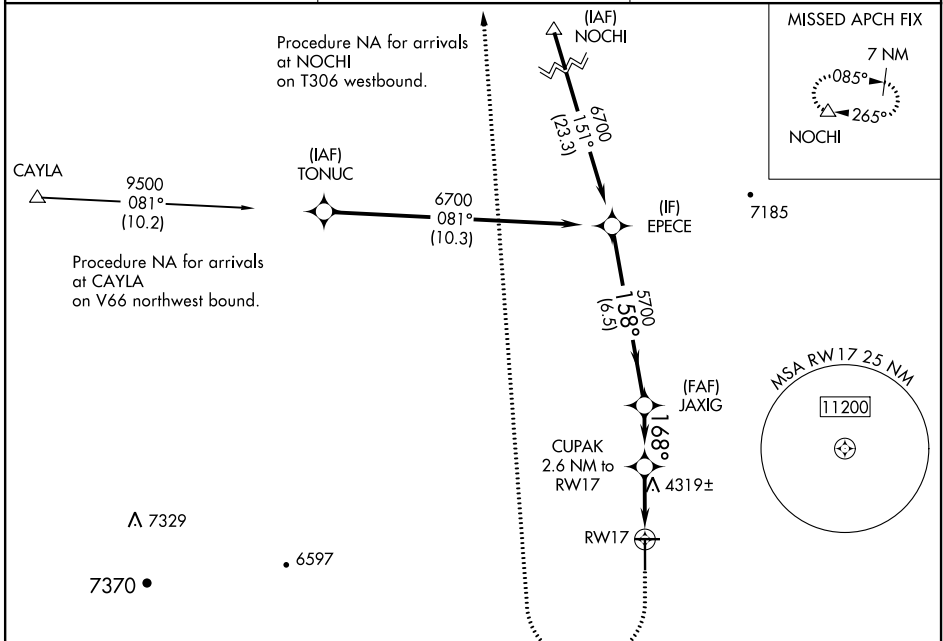 Procedure NA for arrivals
at NOCHI
on T306 westbound.
(IAF)
NOCHI
6700
151°
(23.3)
MISSED APCH FIX
7 NM
085°
265°
NOCHI
CAYLA
9500
081°
(10.2)
(IAF)
TONUC
6700
081°
(10.3)
(IF)
EPECE
7185
Procedure NA for arrivals
at CAYLA
on V66 northwest bound.
5700
158°
(6.5)
(FAF)
JAXIG
168°
CUPAK
2.6 NM to
RW17
4319±
RW17
MSA RW17 25 NM
11200
7329
6597
7370